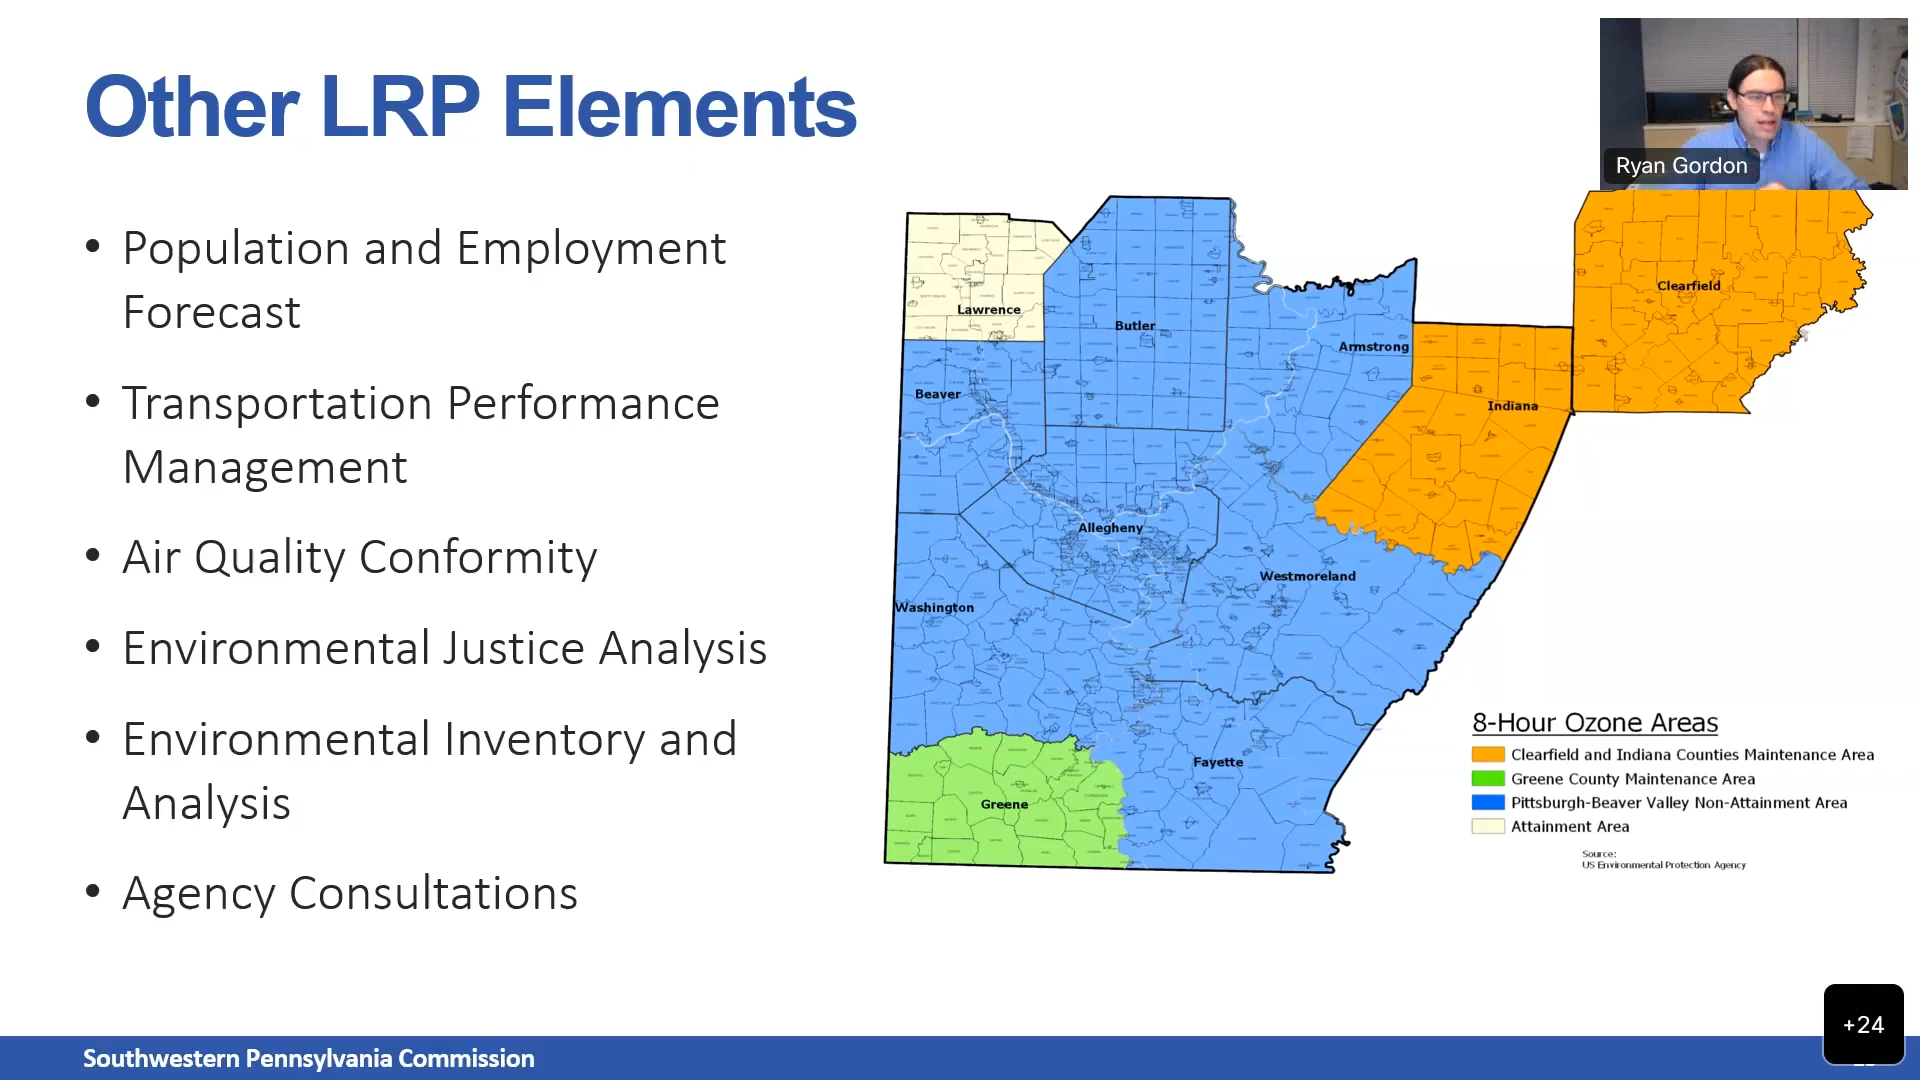 Other LRP Elements
Ryan Gordon
• Population and Employment
Forecast
• Transportation Performance
Management
• Air Quality Conformity
• Environmental Justice Analysis
• Environmental Inventory and
Analysis
• Agency Consultations
Clearfield
Lawrence
Butler
Armstrong
Beaver
Indiana
Allegheny
Westmoreland
Washington
Fayette
Greene
8-Hour Ozone Areas
Clearfield and Indiana Counties Maintenance Area
Greene County Maintenance Area
Pittsburgh-Beaver Valley Non-Attainment Area
Attainment Area
Source:
US Environmental Protection Agency
+24
Southwestern Pennsylvania Commission